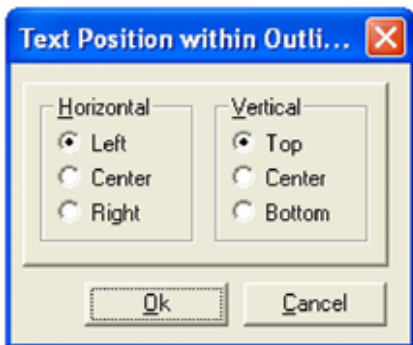 Text Position within Outli...
Horizontal
Left
Center
Right
Vertical
Top
Center
Bottom
Ok
Cancel